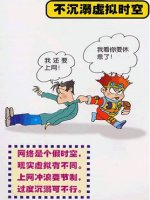 不沉溺虚拟时空
我还要
上网!
我看你要休
息了!
网络是个假时空，
现实虚拟有不同。
上网冲浪要节制，
过度沉溺可不行。